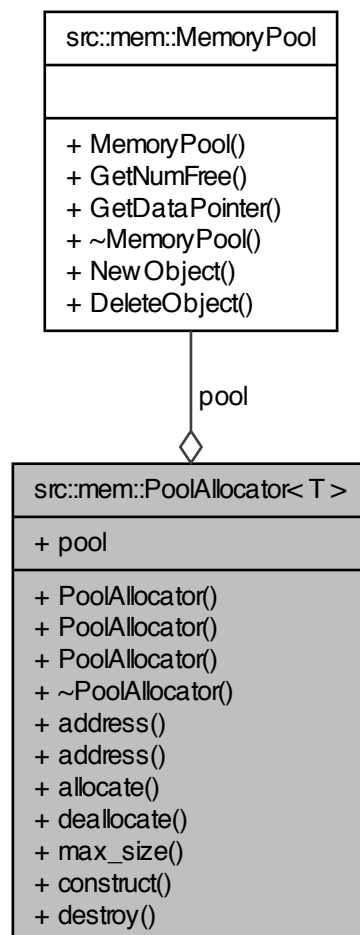 src::mem::MemoryPool
+ MemoryPool()
+ GetNumFree()
+ GetDataPointer()
+ ~MemoryPool()
+ NewObject()
+ DeleteObject()
pool
src::mem::PoolAllocator< T >
+ pool
+ PoolAllocator()
+ PoolAllocator()
+ PoolAllocator()
+ ~PoolAllocator()
+ address()
+ address()
+ allocate()
+ deallocate()
+ max_size()
+ construct()
+ destroy()